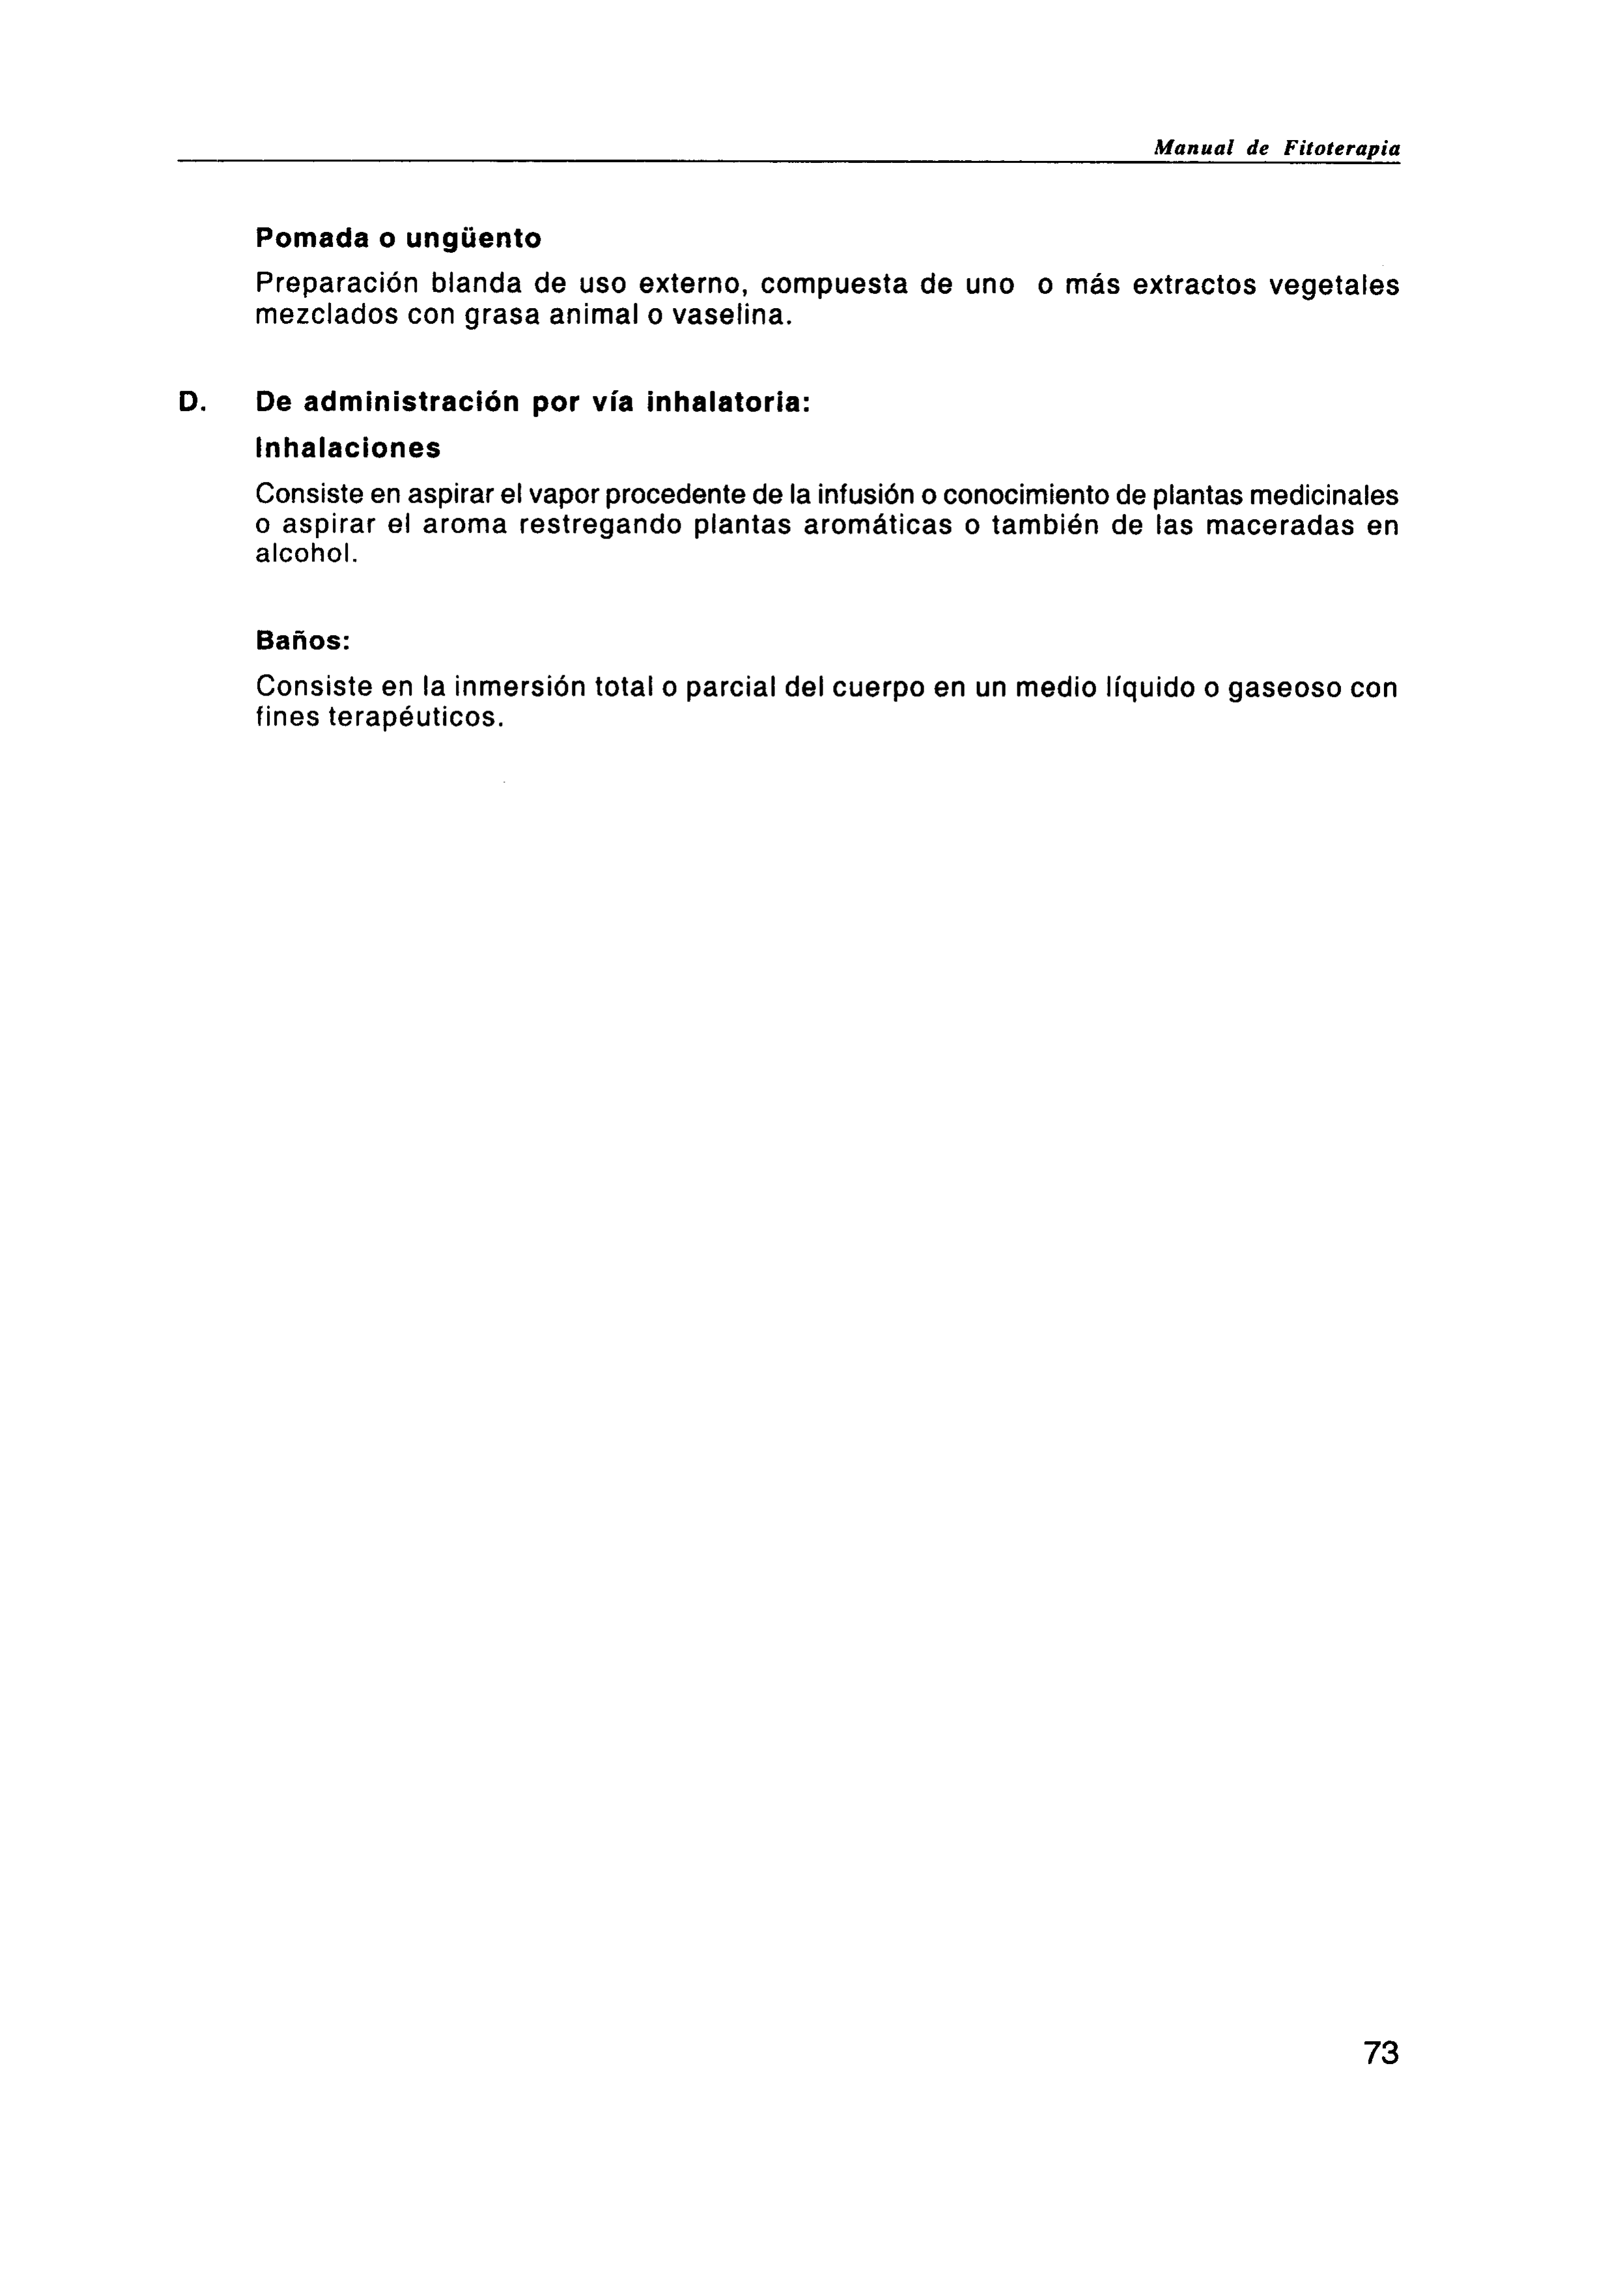 Manual de Fitoterapia
Pomada o ungüento
Preparación blanda de uso externo, compuesta de uno o más extractos vegetales
mezclados con grasa animal o vaselina.
D. De administración por vía inhalatoria:
Inhalaciones
Consiste en aspirar el vapor procedente de la infusión o conocimiento de plantas medicinales
o aspirar el aroma restregando plantas aromáticas o también de las maceradas en
alcohol.
Baños:
Consiste en la inmersión total o parcial del cuerpo en un medio líquido o gaseoso con
fines terapéuticos.
73